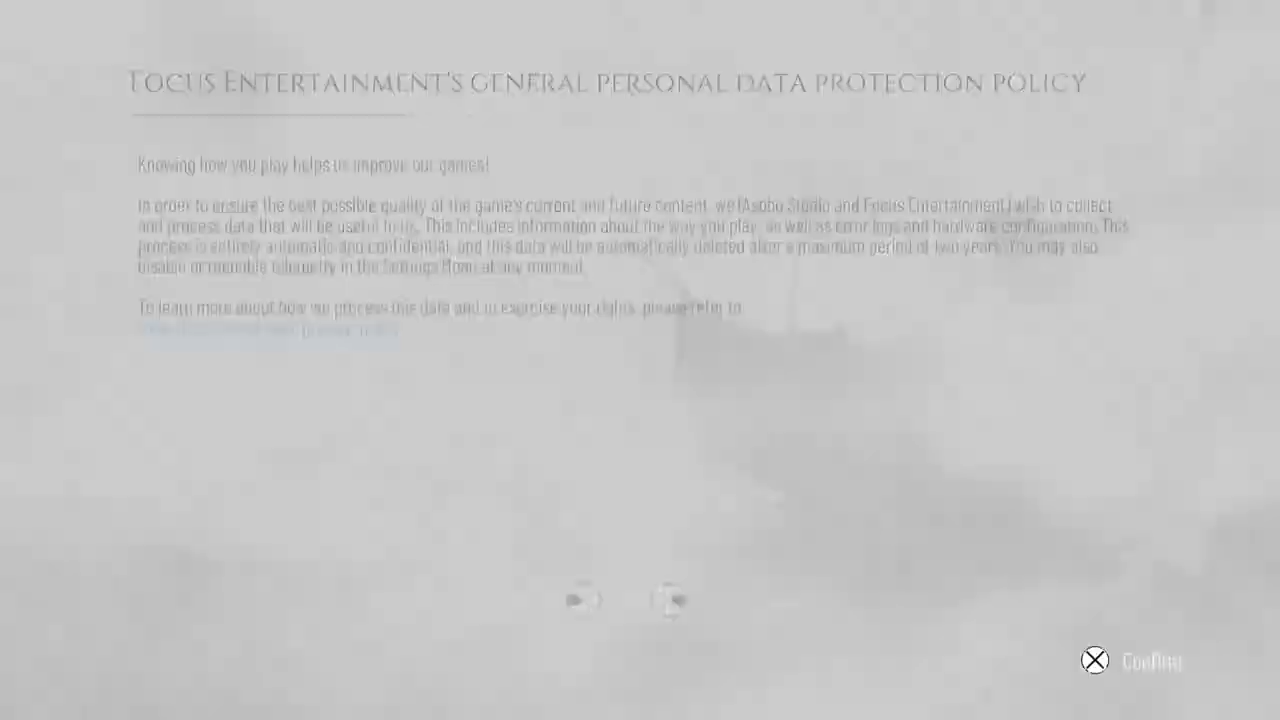 Focus Entertainment's general personal data protection policy
Knowing how you play helps us improve our games!
In order to ensure the best possible quality of the game's current and future content, we (Asobo Studio and Focus Entertainment) wish to collect
and process data that will be useful to us. This includes information about the way you play, as well as error logs and hardware configuration. This
process is entirely automatic and confidential, and this data will be automatically deleted after a maximum period of two years. You may also
disable or reenable telemetry in the Settings Menu at any moment.
To learn more about how we process this data and to exercise your rights, please refer to
Confirm